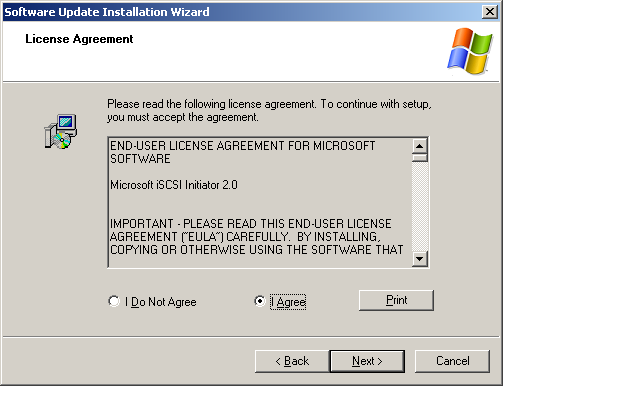 Software Update Installation Wizard
License Agreement
Please read the following license agreement. To continue with setup,
you must accept the agreement.
END-USER LICENSE AGREEMENT FOR MICROSOFT
SOFTWARE
Microsoft iSCSI Initiator 2.0
IMPORTANT - PLEASE READ THIS END-USER LICENSE
AGREEMENT ("EULA") CAREFULLY. BY INSTALLING,
COPYING OR OTHERWISE USING THE SOFTWARE THAT
I Do Not Agree
I Agree
Print
< Back
Next >
Cancel